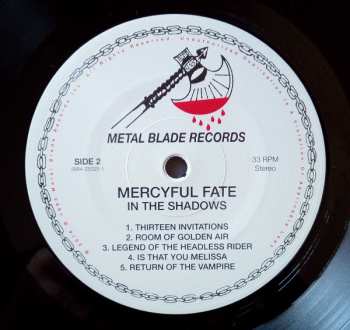 METAL BLADE RECORDS
SIDE 2
33 RPM
Stereo
MERCYFUL FATE
IN THE SHADOWS
1. THIRTEEN INVITATIONS
2. ROOM OF GOLDEN AIR
3. LEGEND OF THE HEADLESS RIDER
4. IS THAT YOU MELISSA
5. RETURN OF THE VAMPIRE